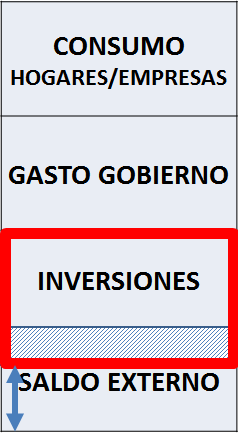 CONSUMO
HOGARES/EMPRESAS
GASTO GOBIERNO
INVERSIONES
SALDO EXTERNO